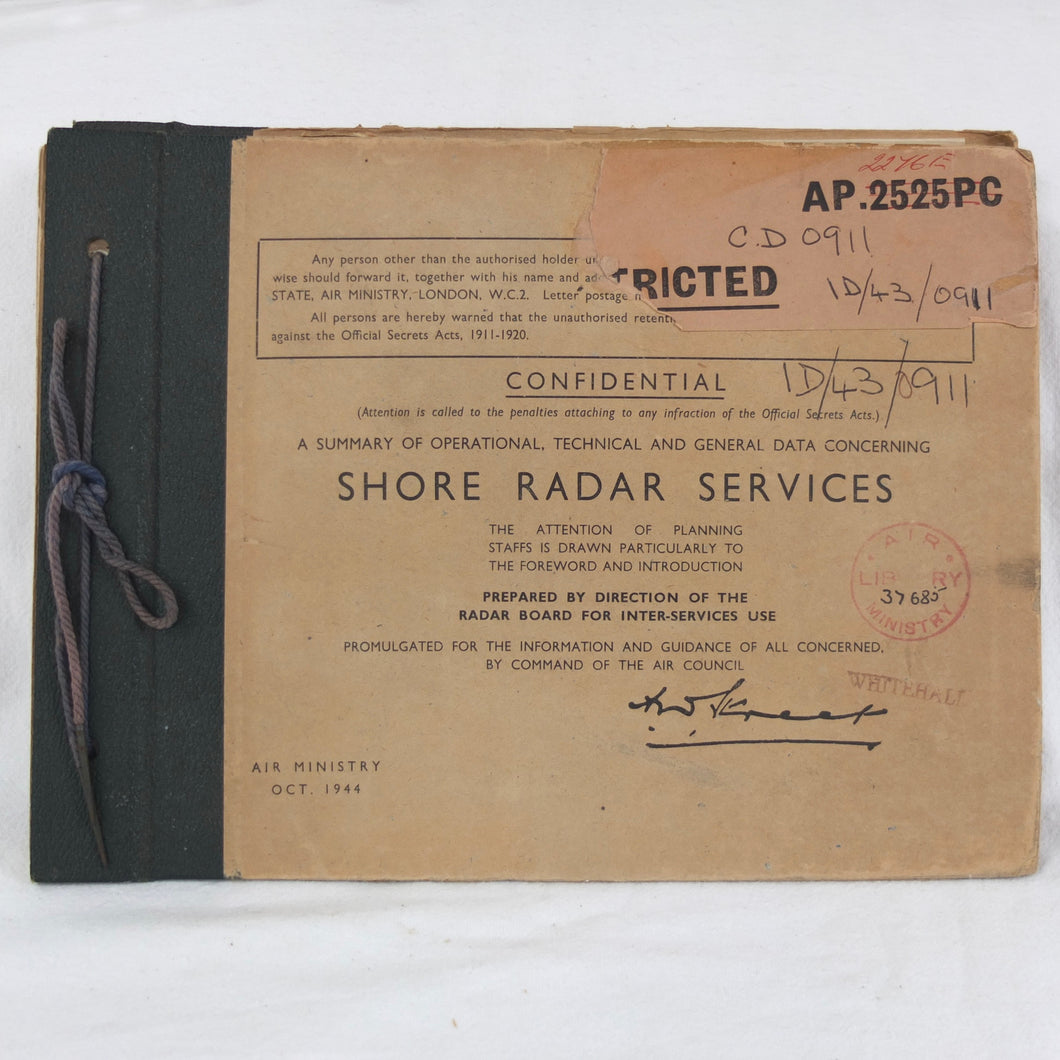 2276E
AP.2525PC
C.D 0911
TRICTED
1D/43/0911
Any person other than the authorised holder
wise should forward it, together with his name and
STATE, AIR MINISTRY, LONDON, W.C.2. Letter postage
All persons are hereby warned that the unauthorised
against the Official Secrets Acts, 1911-1920.
CONFIDENTIAL
1D/43/0911
(Attention is called to the penalties attaching to any infraction of the Official Secrets Acts.)
A SUMMARY OF OPERATIONAL, TECHNICAL AND GENERAL DATA CONCERNING
SHORE RADAR SERVICES
THE ATTENTION OF PLANNING
STAFFS IS DRAWN PARTICULARLY TO
THE FOREWORD AND INTRODUCTION
AIR
LIBRARY
37685
MINISTRY
PREPARED BY DIRECTION OF THE
RADAR BOARD FOR INTER-SERVICES USE
PROMULGATED FOR THE INFORMATION AND GUIDANCE OF ALL CONCERNED,
BY COMMAND OF THE AIR COUNCIL
WHITEHALL
AIR MINISTRY
OCT. 1944